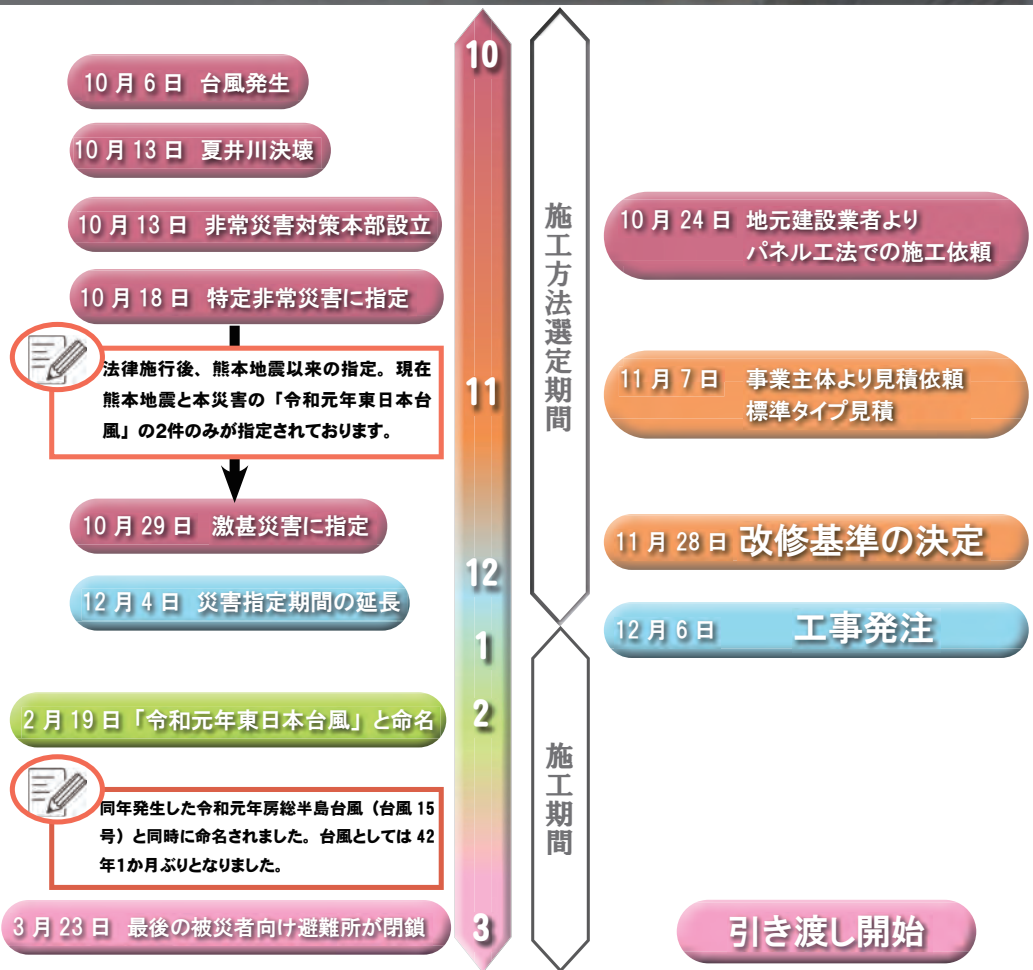 10月6日 台風発生
10月13日 夏井川決壊
10月13日 非常災害対策本部設立
10月18日 特定非常災害に指定
法律施行後、熊本地震以来の指定。現在
熊本地震と本災害の「令和元年東日本台
風」の2件のみが指定されております。
10月29日 激甚災害に指定
12月4日 災害指定期間の延長
2月19日「令和元年東日本台風」と命名
同年発生した令和元年房総半島台風（台風15
号）と同時に命名されました。台風としては42
年1か月ぶりとなりました。
3月23日 最後の被災者向け避難所が閉鎖
10
11
12
1
2
3
施工方法選定期間
施工期間
10月24日 地元建設業者より
パネル工法での施工依頼
11月7日 事業主体より見積依頼
標準タイプ見積
11月28日 改修基準の決定
12月6日 工事発注
引き渡し開始